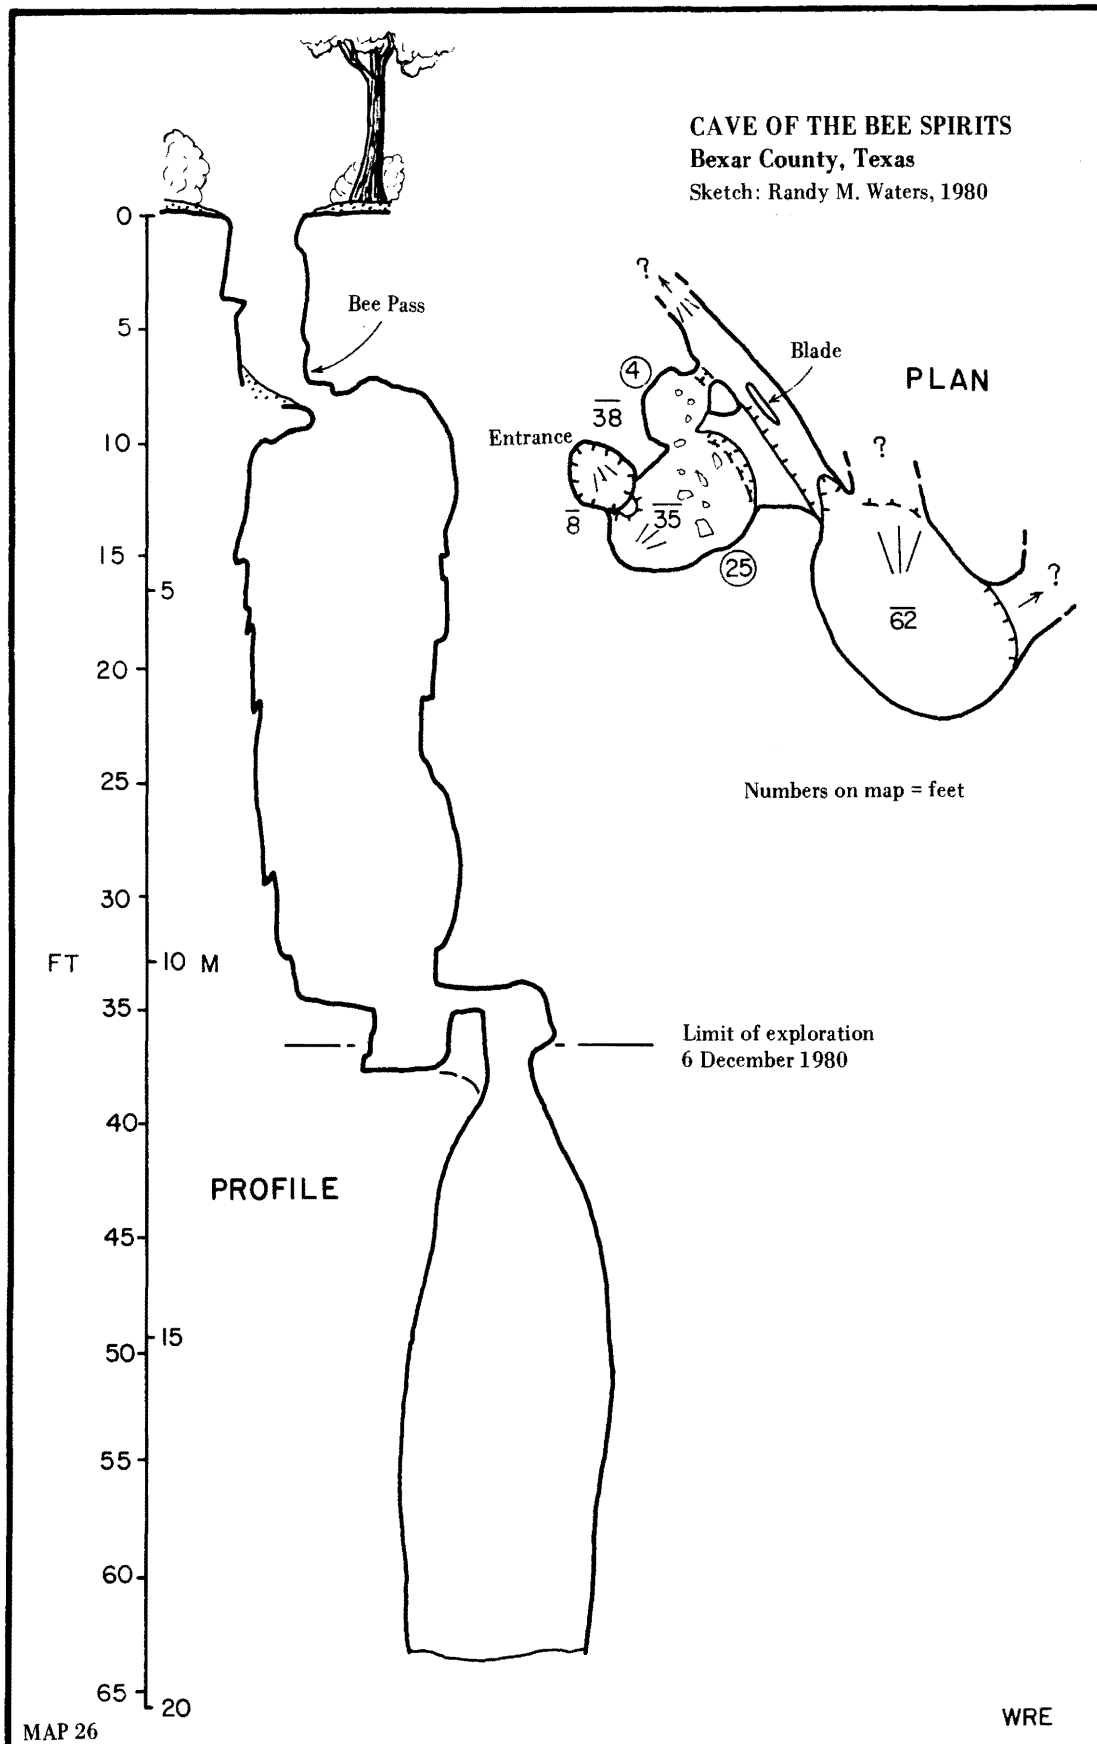 CAVE OF THE BEE SPIRITS
Bexar County, Texas
Sketch: Randy M. Waters, 1980
0
5
10
15
20
25
30
35
40
45
50
55
60
65
5
10 M
15
20
FT
Bee Pass
?
Blade
PLAN
4
38
Entrance
?
8
35
25
?
62
Numbers on map = feet
Limit of exploration
6 December 1980
PROFILE
MAP 26
WRE